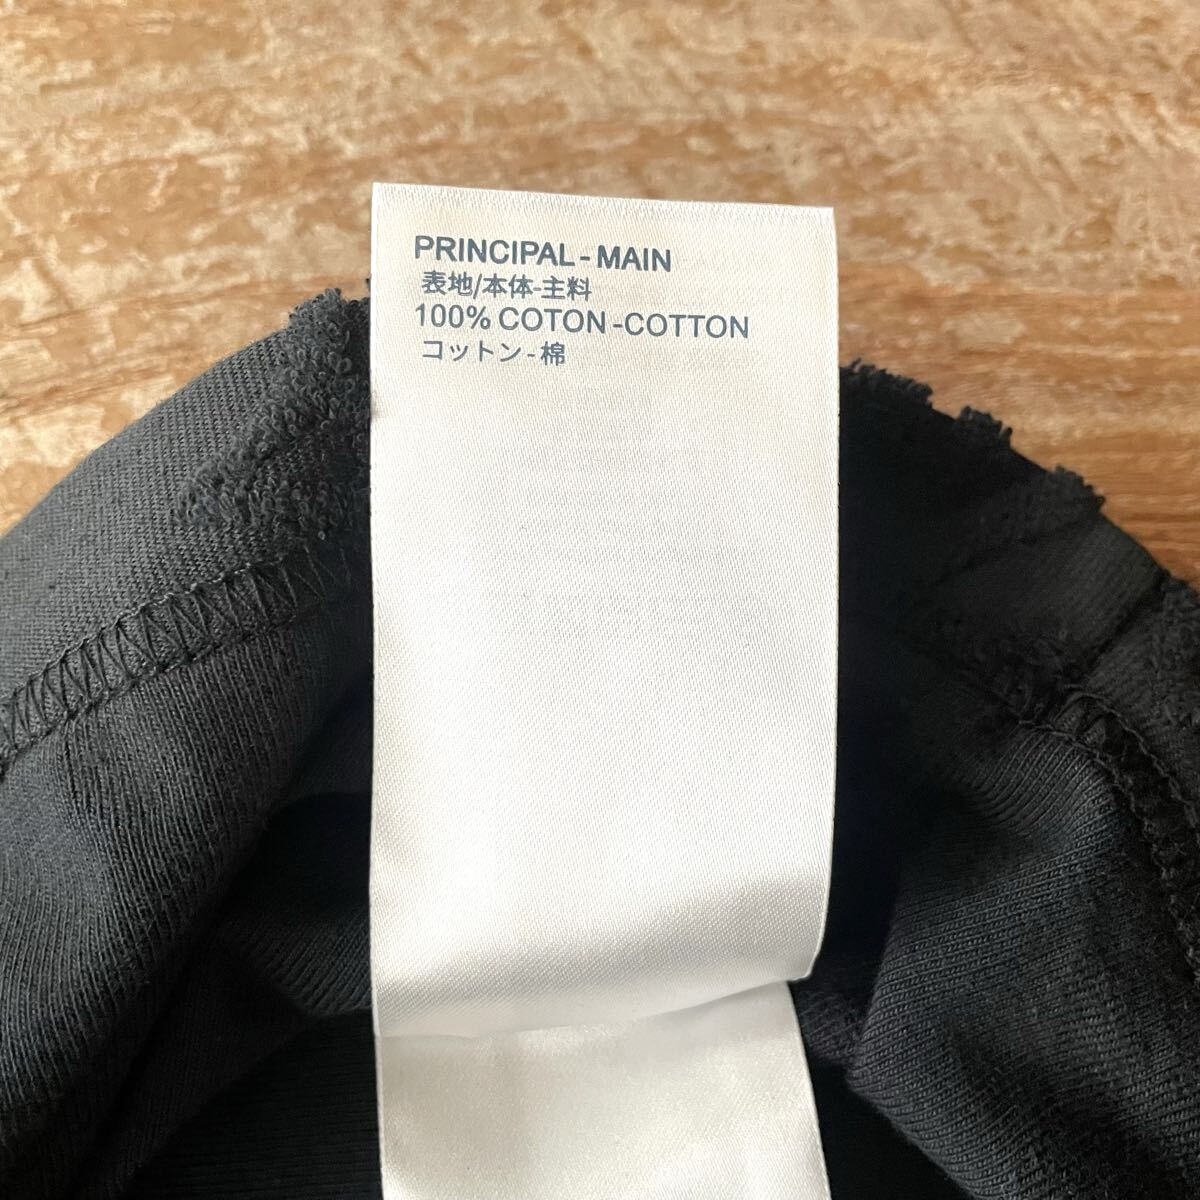 PRINCIPAL - MAIN
表地/本体-主料
100% COTON -COTTON
コットン - 棉